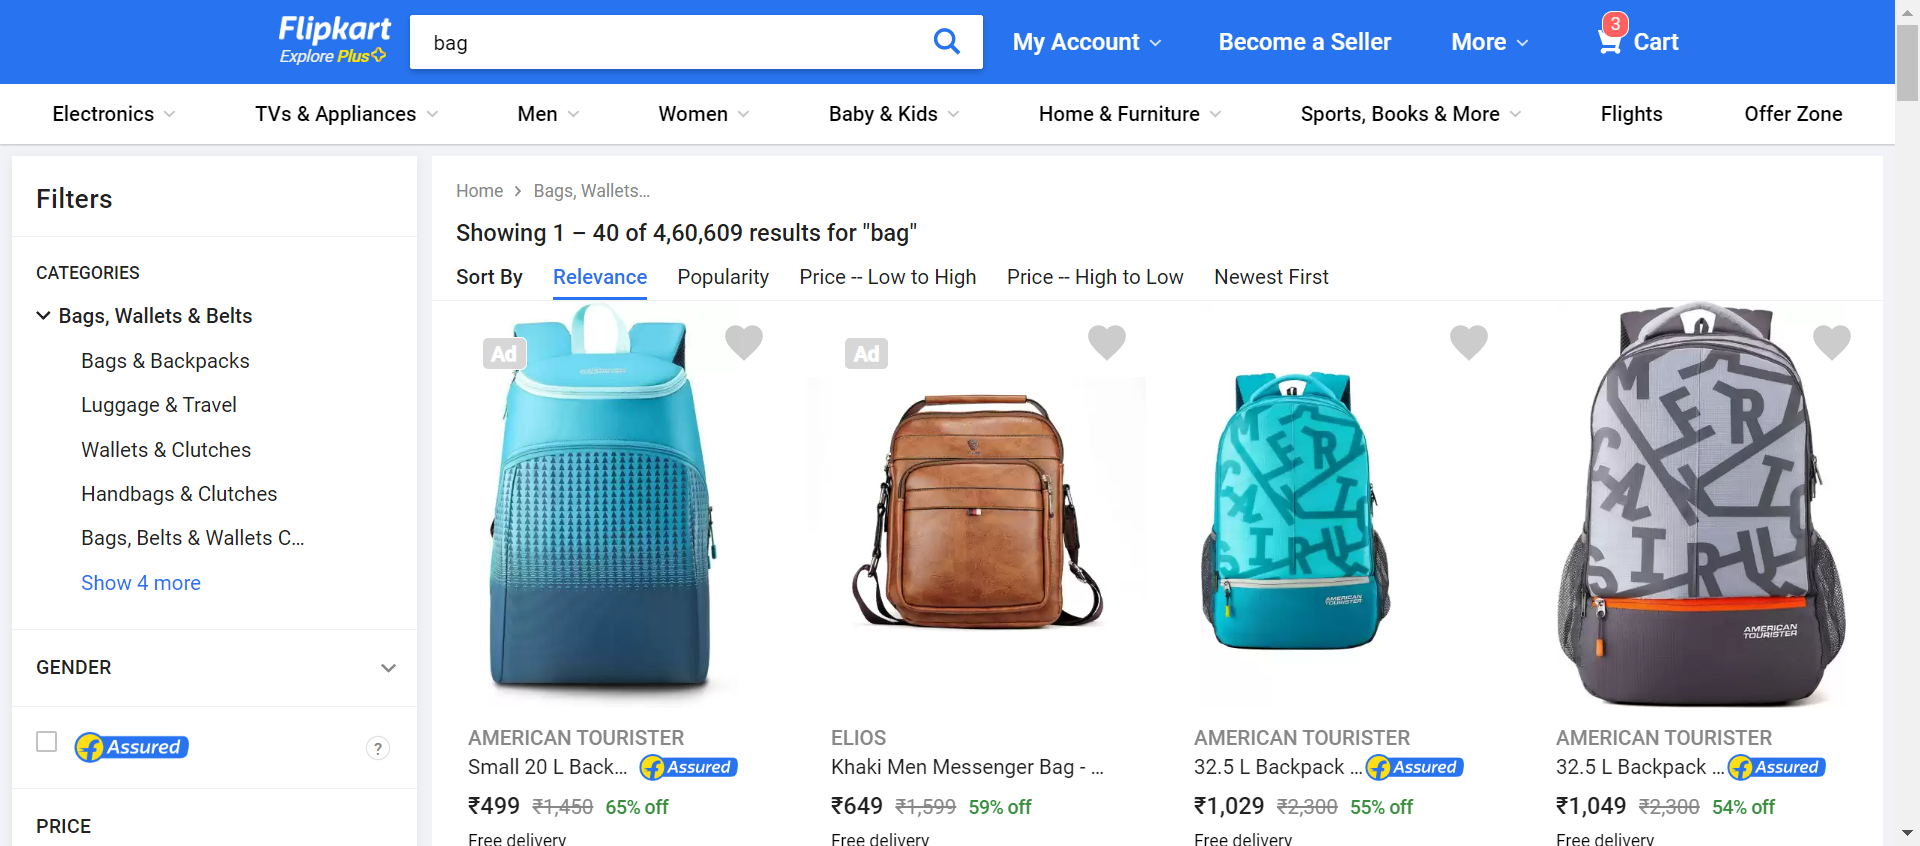 Flipkart
Explore Plus
bag
My Account
Become a Seller
More
3
Cart
Electronics
TVs & Appliances
Men
Women
Baby & Kids
Home & Furniture
Sports, Books & More
Flights
Offer Zone
Filters
CATEGORIES
Bags, Wallets & Belts
Bags & Backpacks
Luggage & Travel
Wallets & Clutches
Handbags & Clutches
Bags, Belts & Wallets C...
Show 4 more
GENDER
Assured
?
PRICE
Home > Bags, Wallets...
Showing 1 – 40 of 4,60,609 results for "bag"
Sort By
Relevance
Popularity
Price -- Low to High
Price -- High to Low
Newest First
Ad
AMERICAN TOURISTER
Small 20 L Back...
Assured
₹499 ₹1,450 65% off
Free delivery
Ad
ELIOS
Khaki Men Messenger Bag - ...
₹649 ₹1,599 59% off
Free delivery
AMERICAN
TOURISTER
AMERICAN TOURISTER
32.5 L Backpack ...
Assured
₹1,029 ₹2,300 55% off
Free delivery
AMERICAN
TOURISTER
AMERICAN TOURISTER
32.5 L Backpack ...
Assured
₹1,049 ₹2,300 54% off
Free delivery